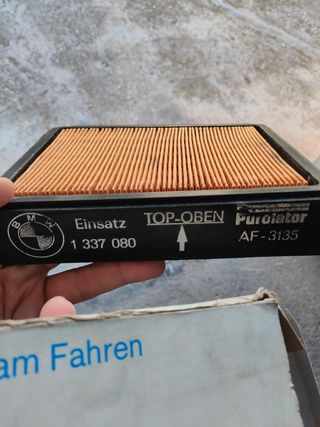 BMW
Einsatz
1 337 080
TOP-OBEN
Purolator
AF-3135
am Fahren